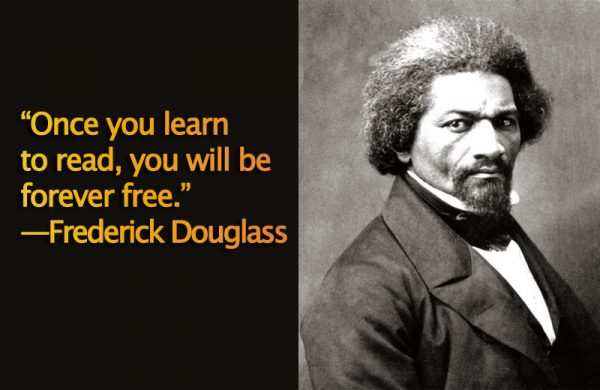 “Once you learn
to read, you will be
forever free.”
—Frederick Douglass